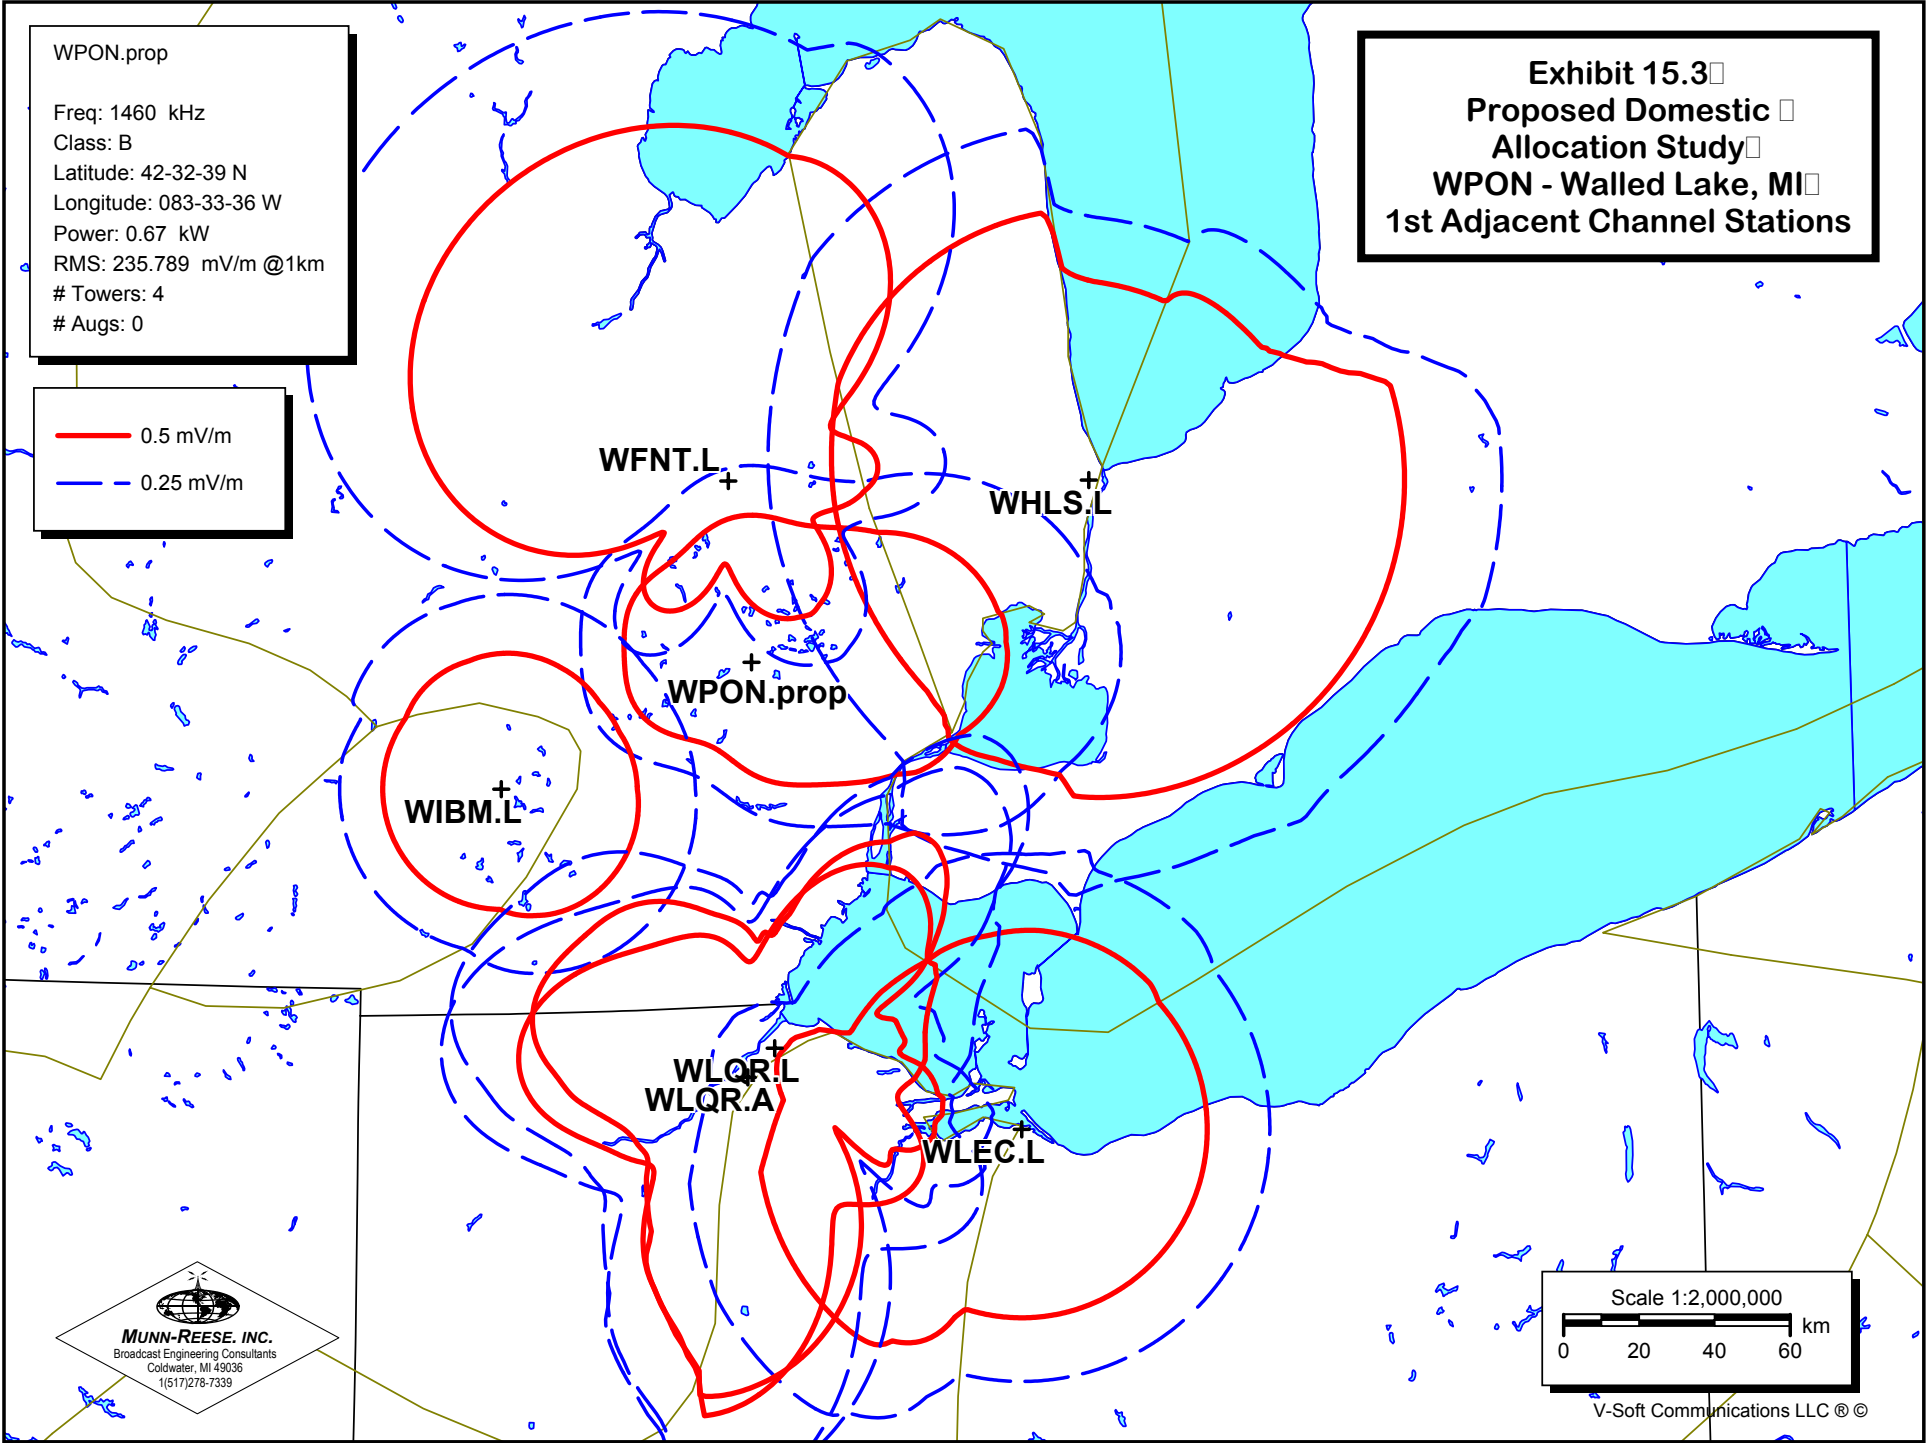 WPON.prop
Freq: 1460 kHz
Class: B
Latitude: 42-32-39 N
Longitude: 083-33-36 W
Power: 0.67 kW
RMS: 235.789 mV/m @1km
# Towers: 4
# Augs: 0
0.5 mV/m
0.25 mV/m
Exhibit 15.3
Proposed Domestic
Allocation Study
WPON - Walled Lake, MI
1st Adjacent Channel Stations
WFNT.L
WHLS.L
WPON.prop
WIBM.L
WLQR.L
WLQR.A
WLEC.L
MUNN-REESE. INC.
Broadcast Engineering Consultants
Coldwater, MI 49036
1(517)278-7339
Scale 1:2,000,000
km
0 20 40 60
V-Soft Communications LLC ® ©